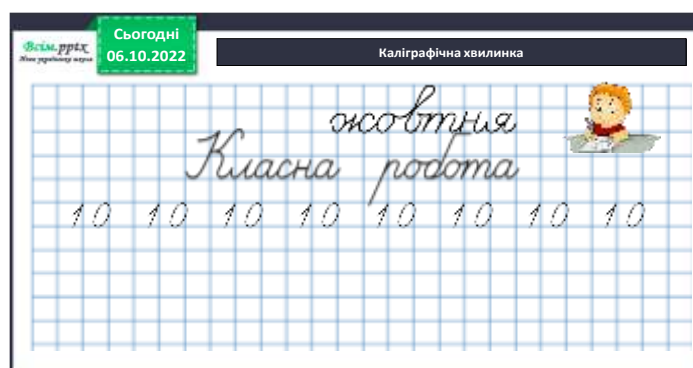 Сьогодні
06.10.2022
Всім.pptx
Нова українська школа
Каліграфічна хвилинка
жовтня
Класна робота
10 10 10 10 10 10 10 10